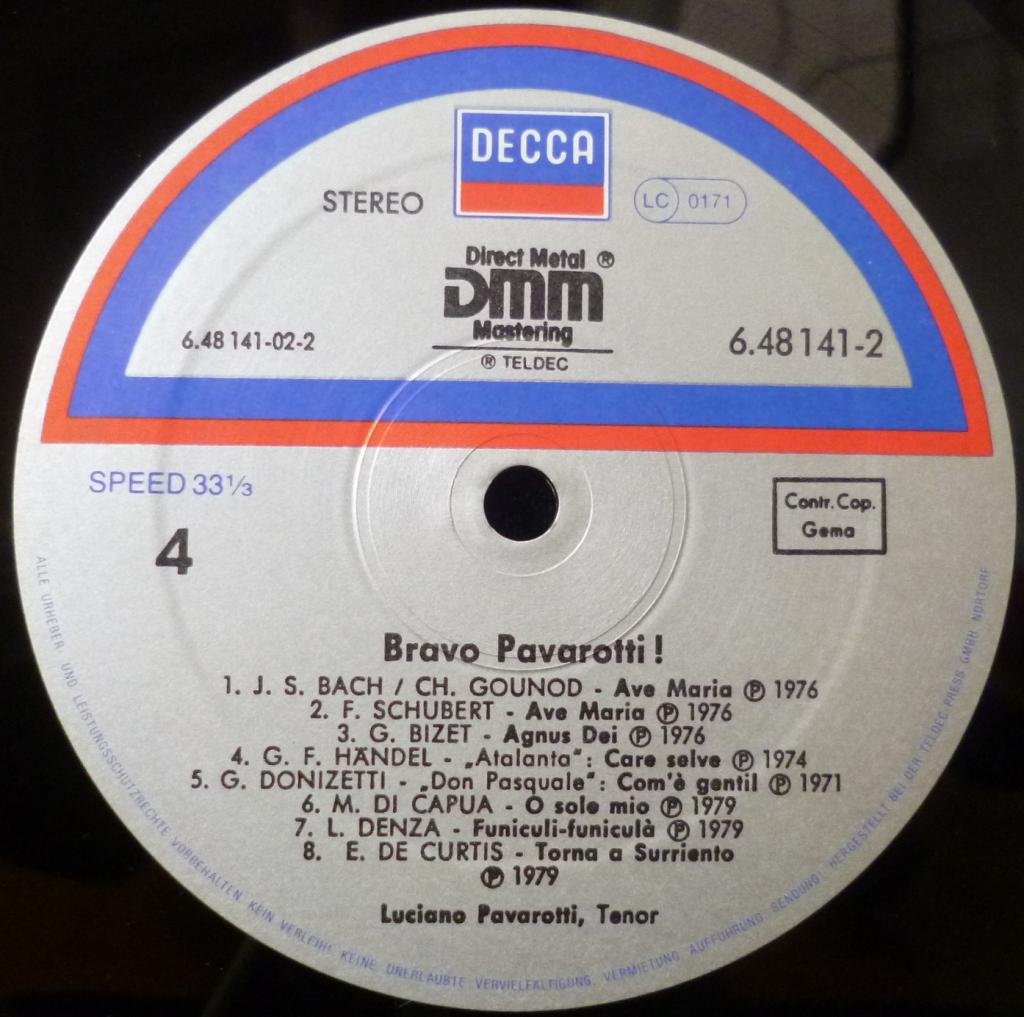 DECCA
STEREO
LC 0171
Direct Metal ®
DMM
Mastering
® TELDEC
6.48 141-02-2
6.48 141-2
SPEED 33⅓
4
Contr. Cop.
Gema
Bravo Pavarotti !
1. J. S. BACH / CH. GOUNOD - Ave Maria ℗ 1976
2. F. SCHUBERT - Ave Maria ℗ 1976
3. G. BIZET - Agnus Dei ℗ 1976
4. G. F. HÄNDEL - „Atalanta“: Care selve ℗ 1974
5. G. DONIZETTI - „Don Pasquale“: Com'è gentil ℗ 1971
6. M. DI CAPUA - O sole mio ℗ 1979
7. L. DENZA - Funiculi-funiculà ℗ 1979
8. E. DE CURTIS - Torna a Surriento
℗ 1979
Luciano Pavarotti, Tenor
ALLE URHEBER- UND LEISTUNGSSCHUTZRECHTE VORBEHALTEN. KEIN VERLEIH! KEINE UNERLAUBTE VERVIELFÄLTIGUNG, VERMIETUNG, AUFFÜHRUNG, SENDUNG! HERGESTELLT BEI DER TELDEC-PRESS GMBH NORTORF